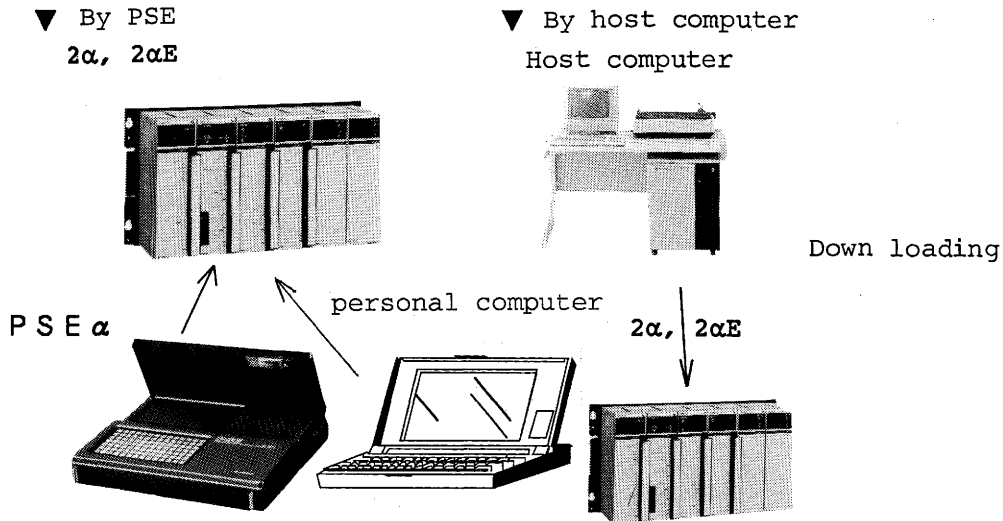 ▼ By PSE
2α, 2αE
PSEα
personal computer
▼ By host computer
Host computer
Down loading
2α, 2αE